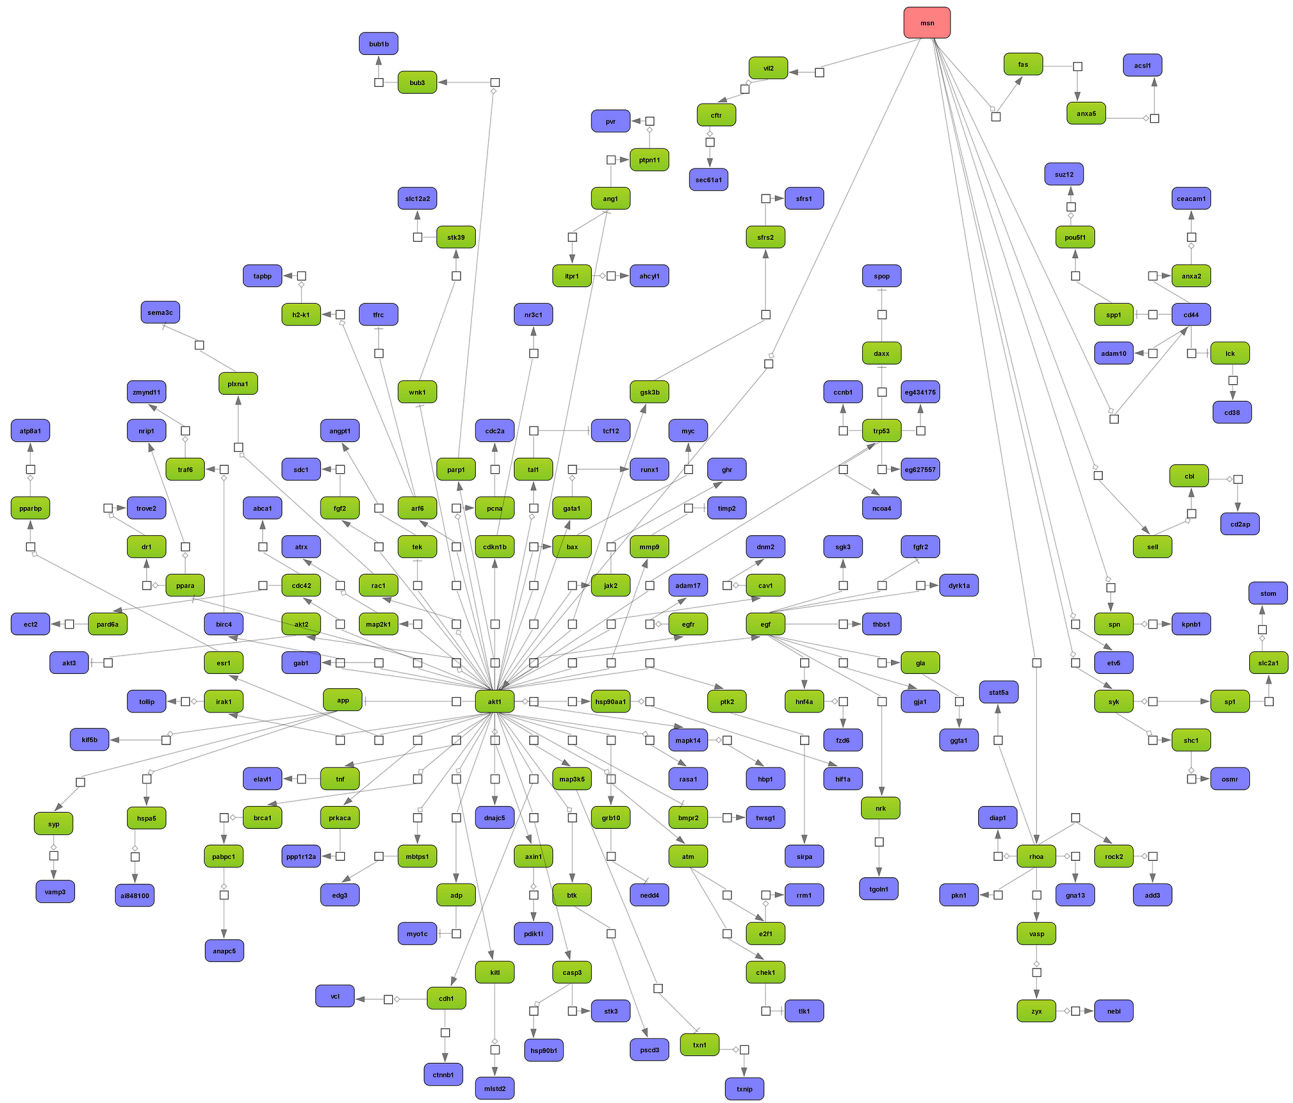 msn
bub1b
fas
acsl1
vil2
bub3
cftr
anxa5
pvr
ptpn11
suz12
sec61a1
slc12a2
ang1
sfrs1
ceacam1
stk39
sfrs2
pou5f1
tapbp
itpr1
ahcyl1
spop
anxa2
sema3c
h2-k1
tfrc
nr3c1
spp1
cd44
daxx
adam10
lck
plxna1
zmynd11
wnk1
gsk3b
ccnb1
eg434175
cd38
atp8a1
nrip1
angpt1
cdc2a
tcf12
myc
trp53
traf6
sdc1
parp1
tal1
runx1
ghr
eg627557
cbl
pparbp
trove2
abca1
fgf2
arf6
pcna
gata1
timp2
ncoa4
cd2ap
dr1
atrx
tek
cdkn1b
bax
mmp9
dnm2
sgk3
fgfr2
sell
ppara
cdc42
rac1
jak2
adam17
cav1
dyrk1a
stom
ect2
pard6a
birc4
akt2
map2k1
egfr
egf
thbs1
spn
kpnb1
akt3
esr1
gab1
gla
etv5
slc2a1
tollip
irak1
app
akt1
hsp90aa1
ptk2
hnf4a
gja1
stat5a
syk
sp1
kif5b
mapk14
fzd6
ggta1
shc1
elavl1
tnf
map3k5
rasa1
hbp1
hif1a
osmr
syp
hspa5
brca1
prkaca
dnajc5
grb10
bmpr2
twsg1
nrk
diap1
pabpc1
ppp1r12a
mbtps1
axin1
atm
sirpa
rhoa
rock2
vamp3
ai848100
edg3
adp
btk
nedd4
rrm1
tgoln1
pkn1
gna13
add3
anapc5
myo1c
pdik1l
e2f1
vasp
vcl
cdh1
kitl
casp3
chek1
stk3
tlk1
zyx
nebl
hsp90b1
pscd3
txn1
ctnnb1
mlstd2
txnip